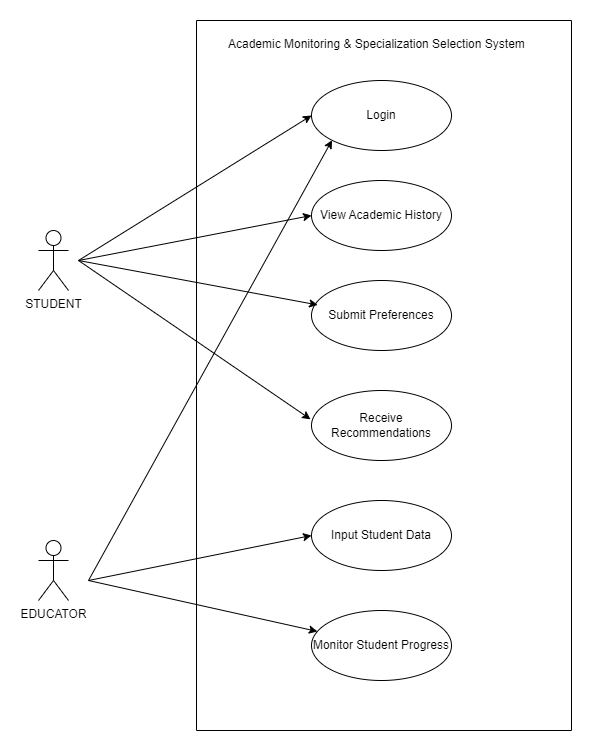 Academic Monitoring & Specialization Selection System
Login
View Academic History
STUDENT
Submit Preferences
Receive
Recommendations
Input Student Data
EDUCATOR
Monitor Student Progress